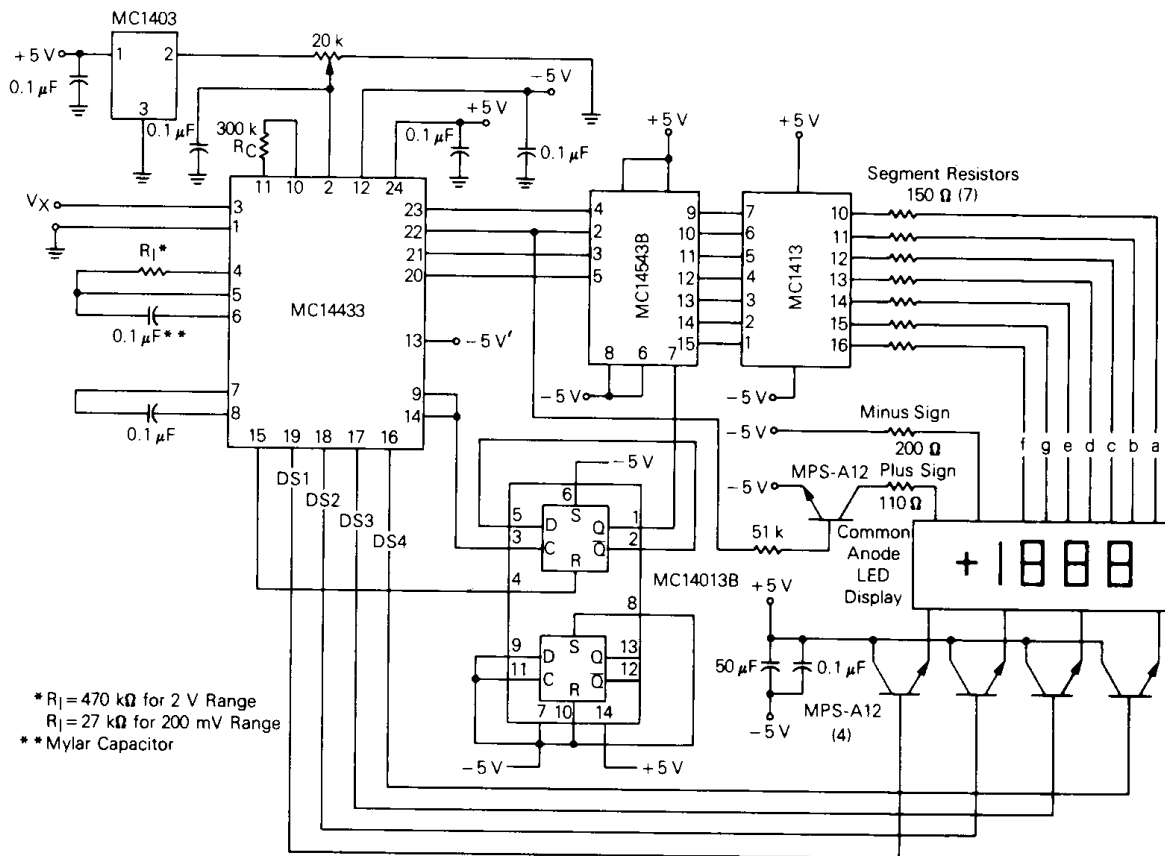 MC1403
+5 V
1
2
3
0.1 μF
20 k
0.1 μF
300 k
RC
−5 V
+5 V
0.1 μF
0.1 μF
11
10
2
12
24
VX
3
1
RI*
4
5
6
0.1 μF**
7
8
0.1 μF
MC14433
23
22
21
20
13
−5 V'
9
14
15
19
18
17
16
DS1
DS2
DS3
DS4
+5 V
4
2
3
5
MC14543B
9
10
11
12
13
14
15
8
6
7
−5 V
+5 V
7
6
5
4
3
2
1
MC1413
10
11
12
13
14
15
16
−5 V
Segment Resistors
150 Ω (7)
Minus Sign
−5 V
200 Ω
MPS-A12
Plus Sign
−5 V
110 Ω
51 k
f
g
e
d
c
b
a
Common
Anode
LED
Display
+1888
−5 V
6
5
D
S
Q
1
3
C
Q
2
R
4
MC14013B
8
9
D
S
Q
13
11
C
Q
12
R
7
10
14
−5 V
+5 V
+5 V
50 μF
0.1 μF
−5 V
MPS-A12
(4)
*RI = 470 kΩ for 2 V Range
RI = 27 kΩ for 200 mV Range
**Mylar Capacitor